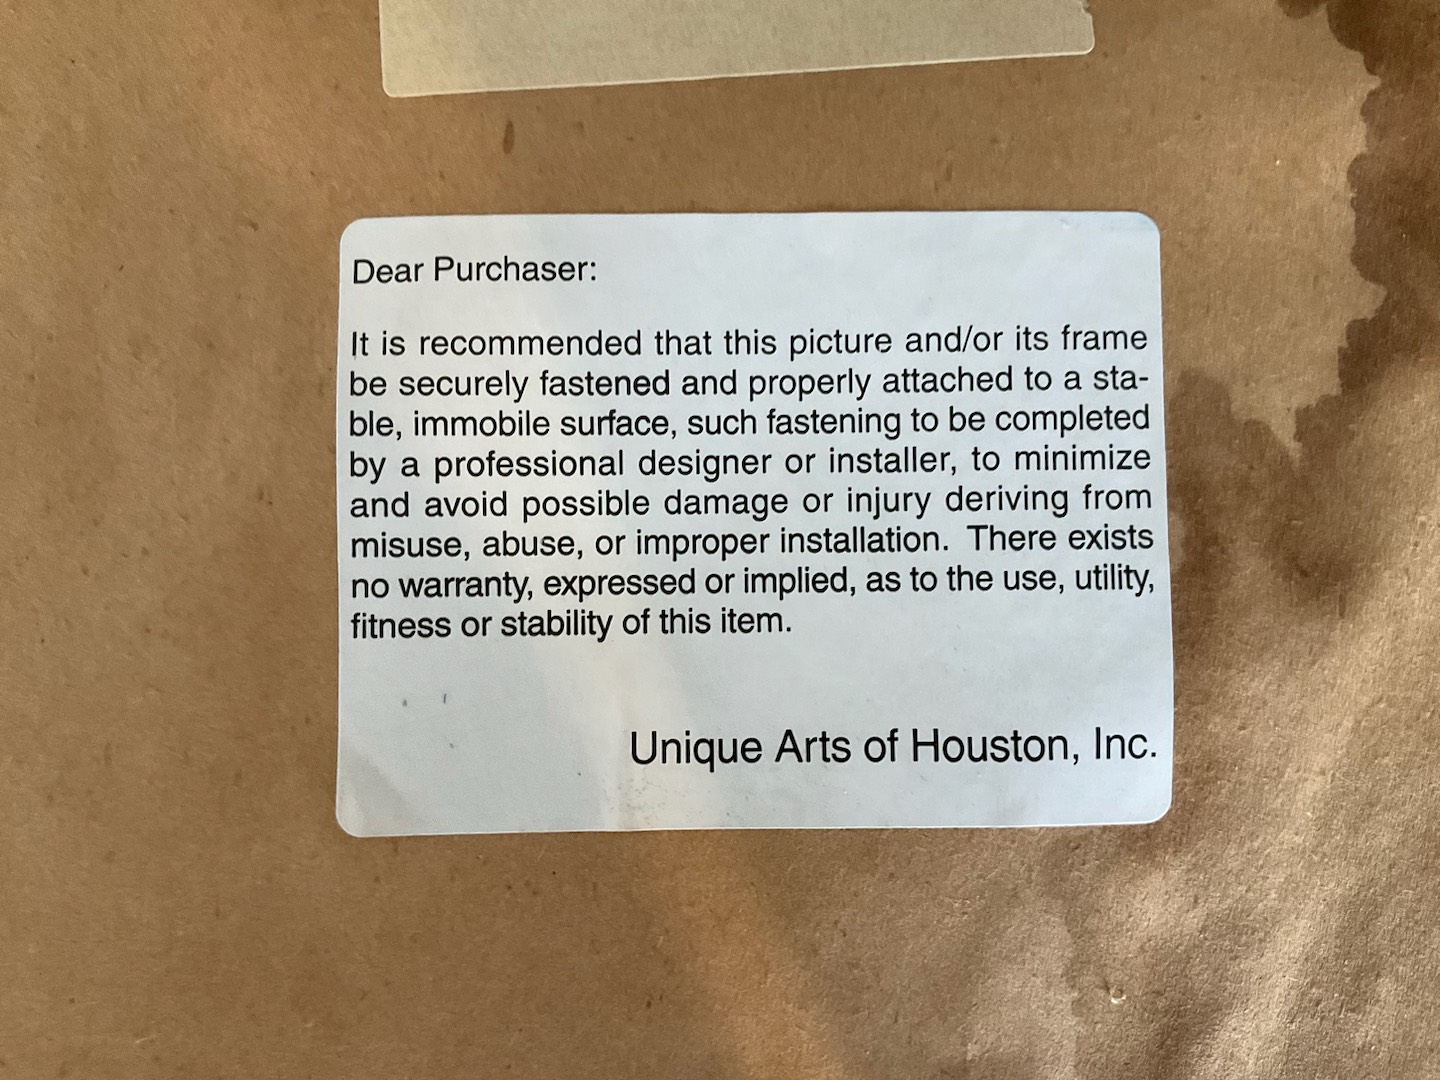 Dear Purchaser:
It is recommended that this picture and/or its frame
be securely fastened and properly attached to a sta-
ble, immobile surface, such fastening to be completed
by a professional designer or installer, to minimize
and avoid possible damage or injury deriving from
misuse, abuse, or improper installation. There exists
no warranty, expressed or implied, as to the use, utility,
fitness or stability of this item.
Unique Arts of Houston, Inc.